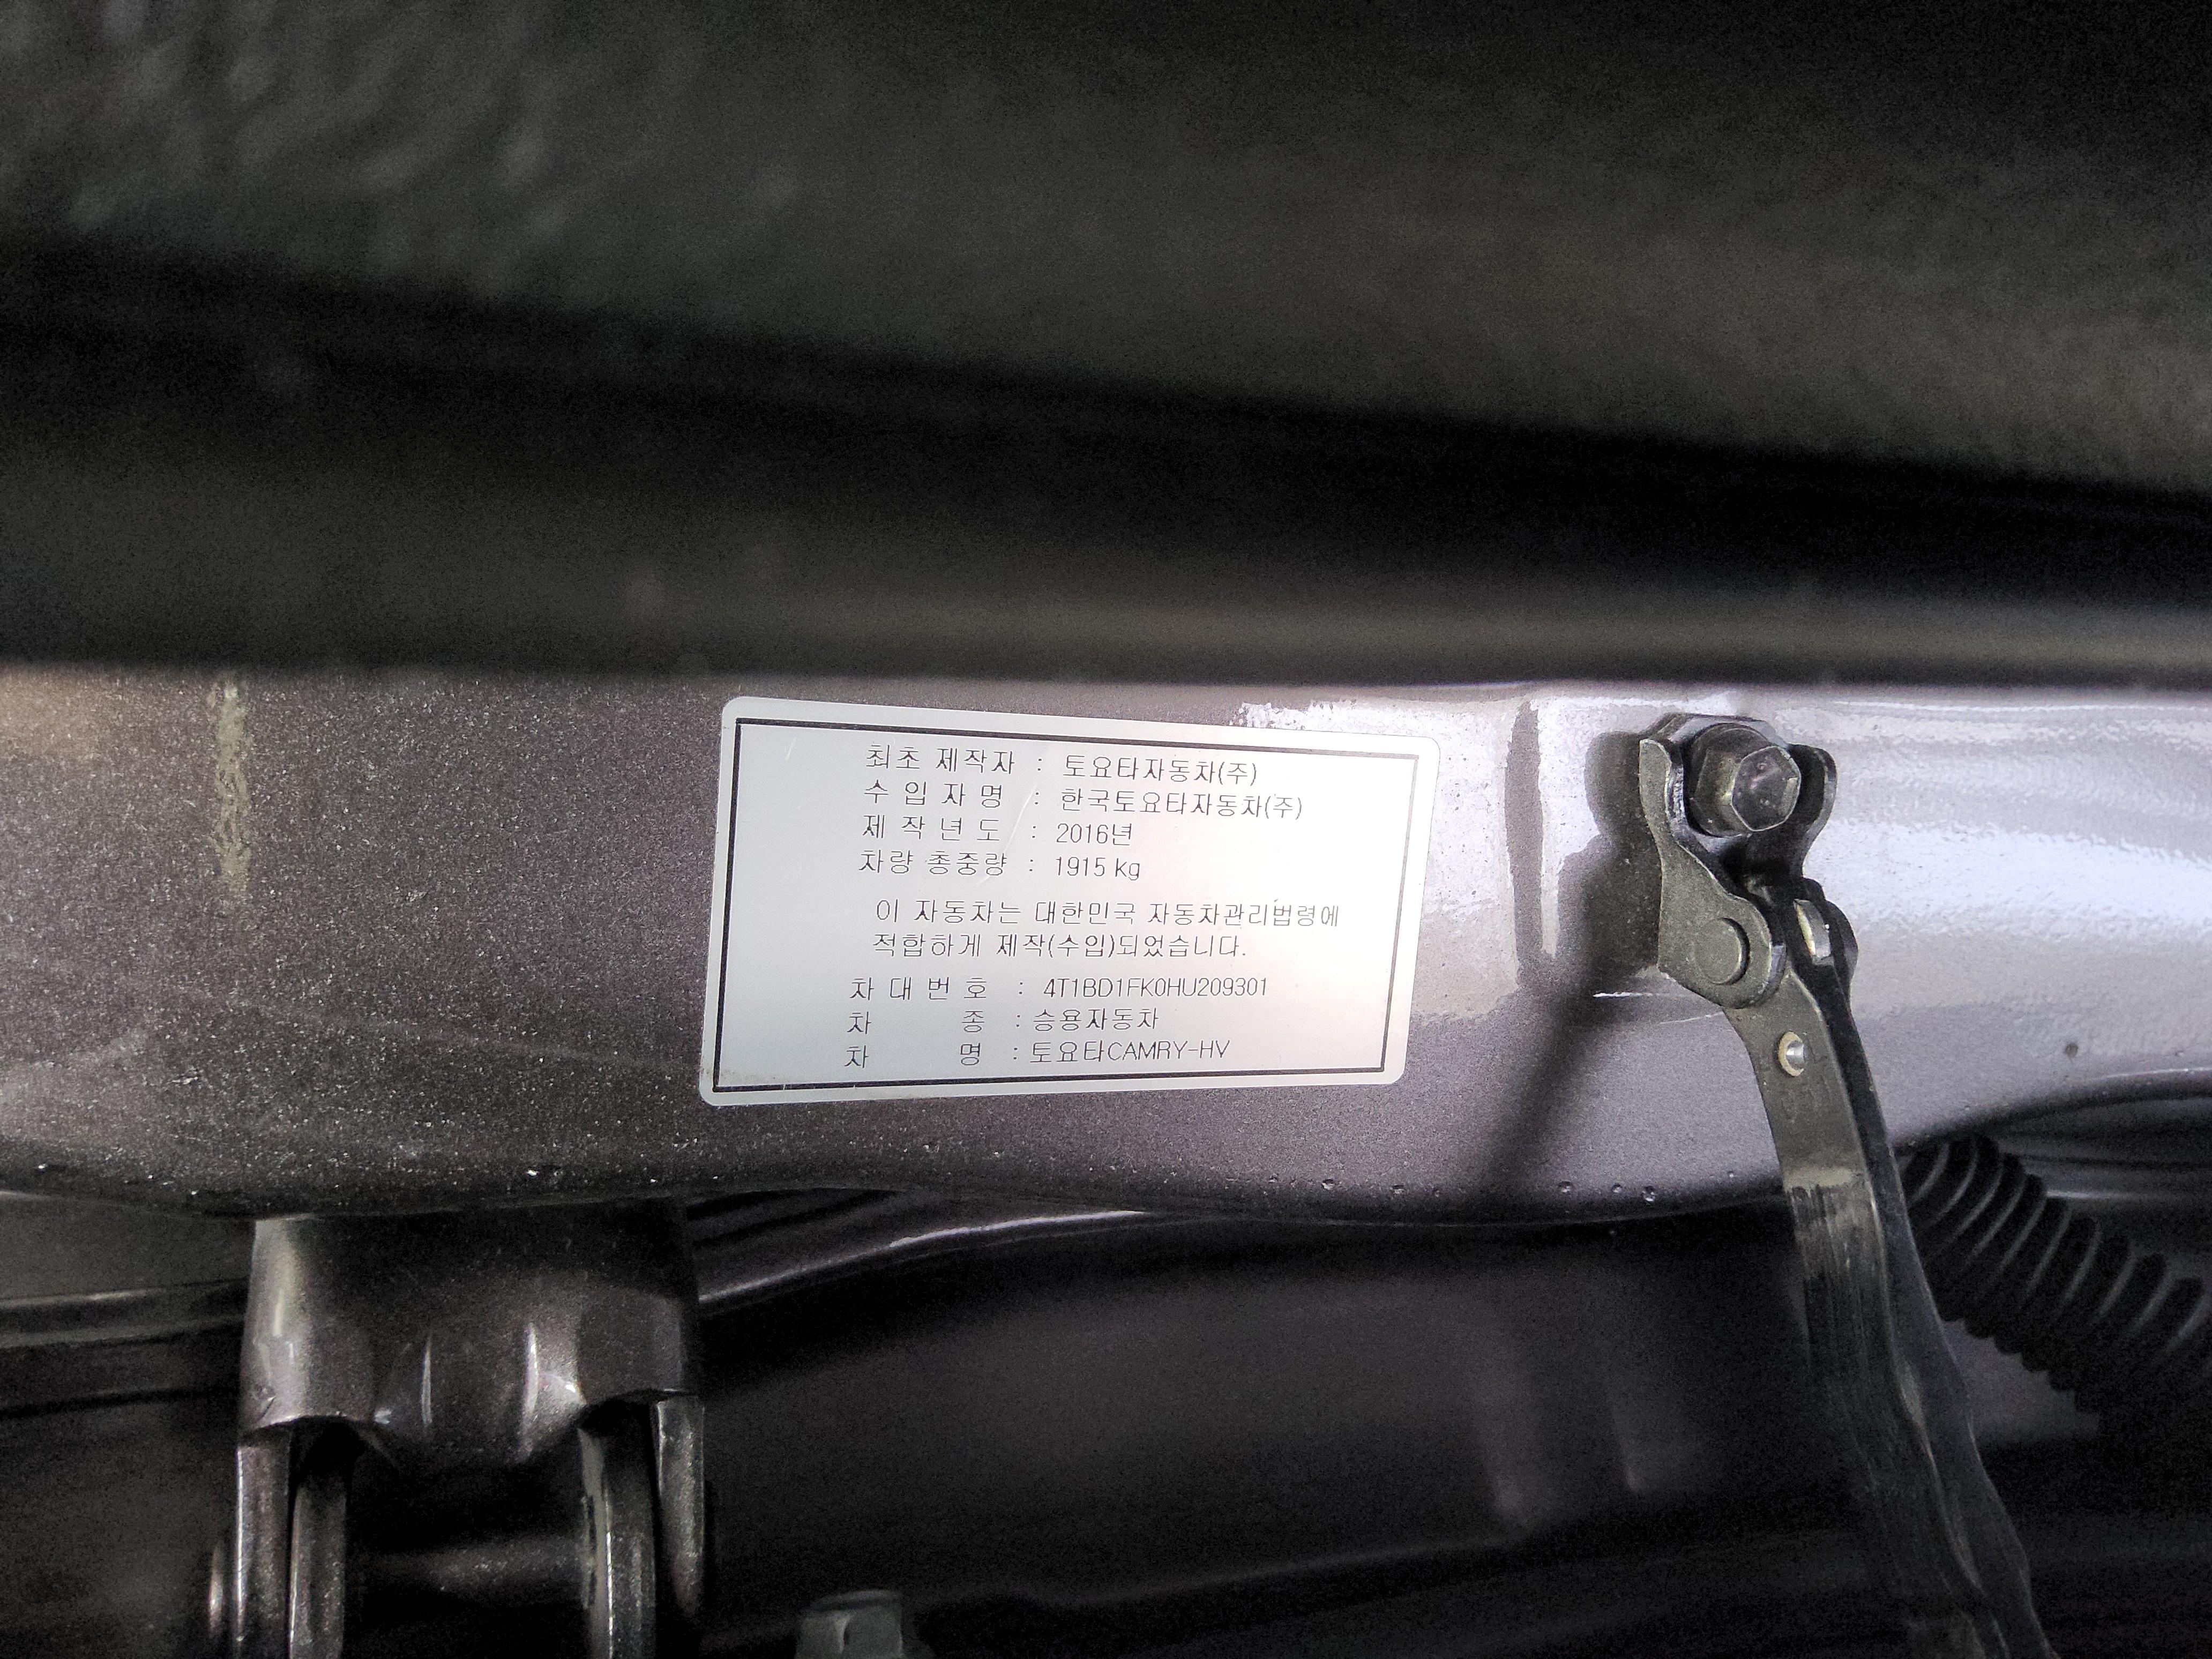 최초 제작자 : 토요타자동차(주)
수 입 자 명 : 한국토요타자동차(주)
제 작 년 도 : 2016년
차량 총중량 : 1915 kg
이 자동차는 대한민국 자동차관리법령에
적합하게 제작(수입)되었습니다.
차 대 번 호 : 4T1BD1FK0HU209301
차 종 : 승용자동차
차 명 : 토요타CAMRY-HV